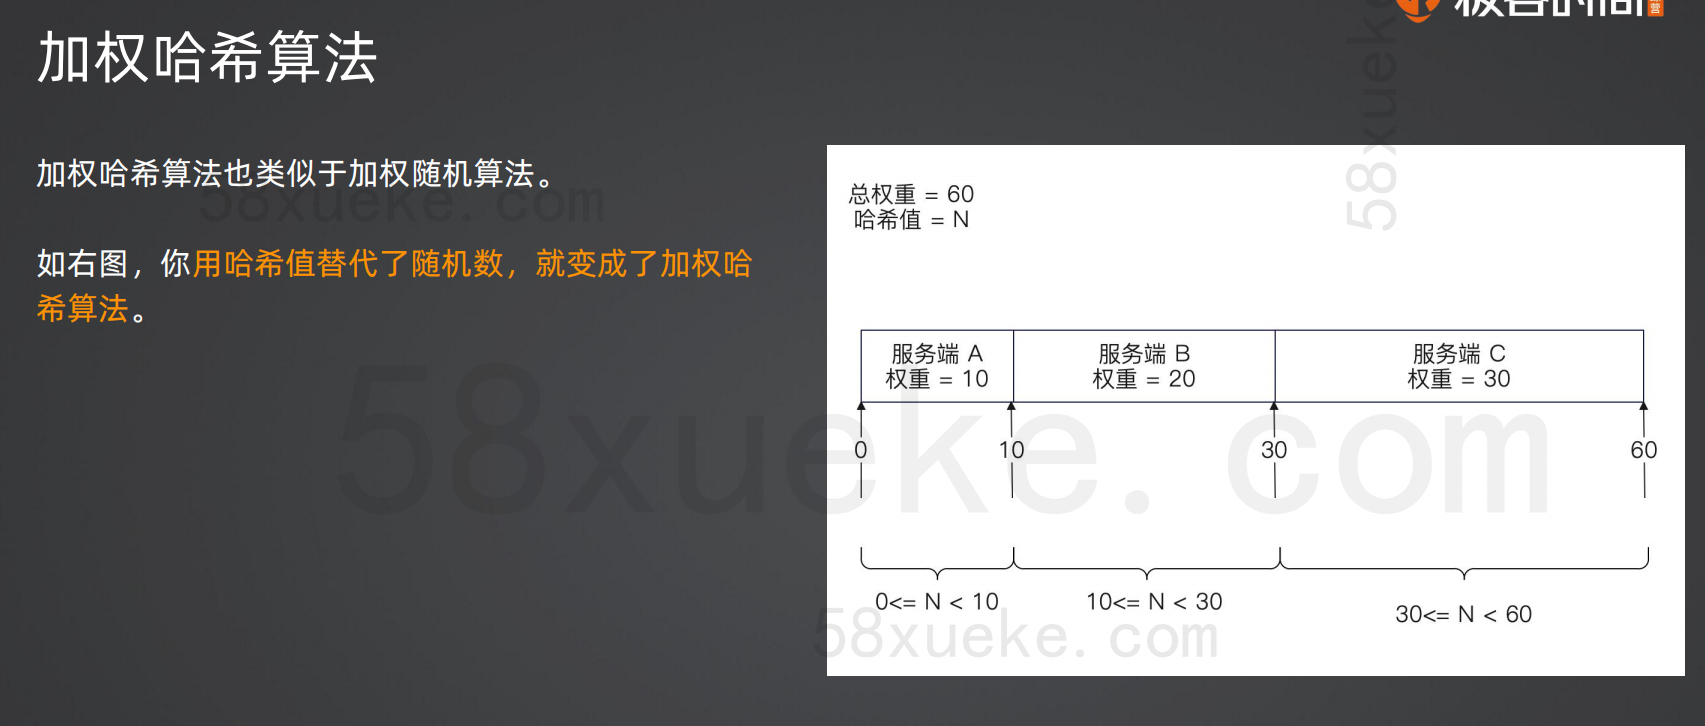 加权哈希算法
加权哈希算法也类似于加权随机算法。
如右图，你用哈希值替代了随机数，就变成了加权哈
希算法。
极客时间
总权重 = 60
哈希值 = N
服务端 A
权重 = 10
服务端 B
权重 = 20
服务端 C
权重 = 30
0
10
30
60
0<= N < 10
10<= N < 30
30<= N < 60
58xueke.com
58xueke.com
58xueke.com
58xueke